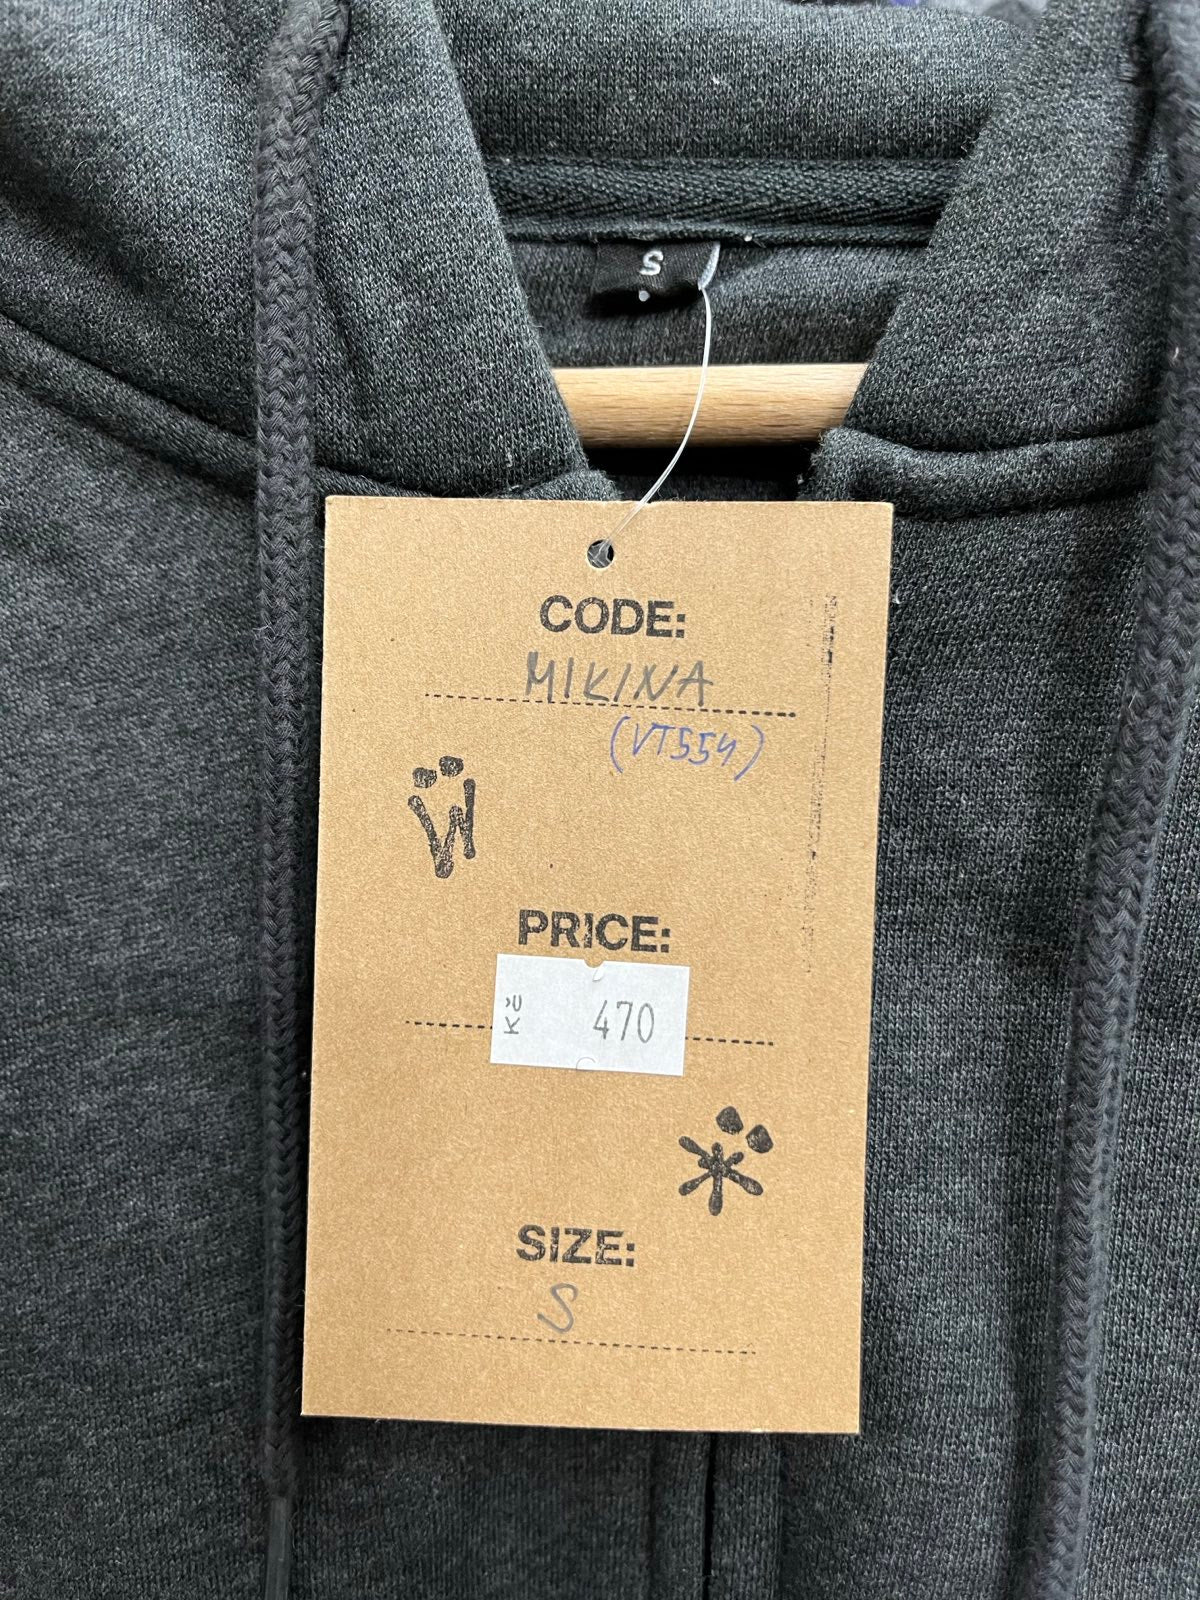 S
CODE:
MIKINA
(VT554)
PRICE:
Kč 470
SIZE:
S